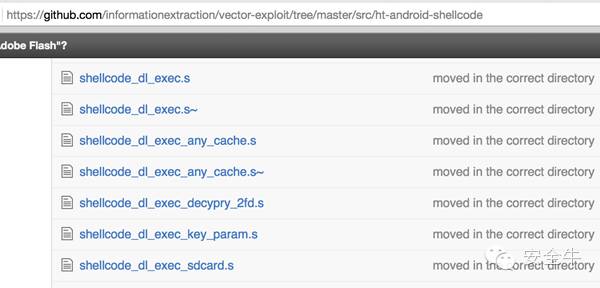 https://github.com/informationextraction/vector-exploit/tree/master/src/ht-android-shellcode
dobe Flash"?
shellcode_dl_exec.s moved in the correct directory
shellcode_dl_exec.s~ moved in the correct directory
shellcode_dl_exec_any_cache.s moved in the correct directory
shellcode_dl_exec_any_cache.s~ moved in the correct directory
shellcode_dl_exec_decypry_2fd.s moved in the correct directory
shellcode_dl_exec_key_param.s moved in the correct directory
shellcode_dl_exec_sdcard.s moved in the correct directory
安全牛